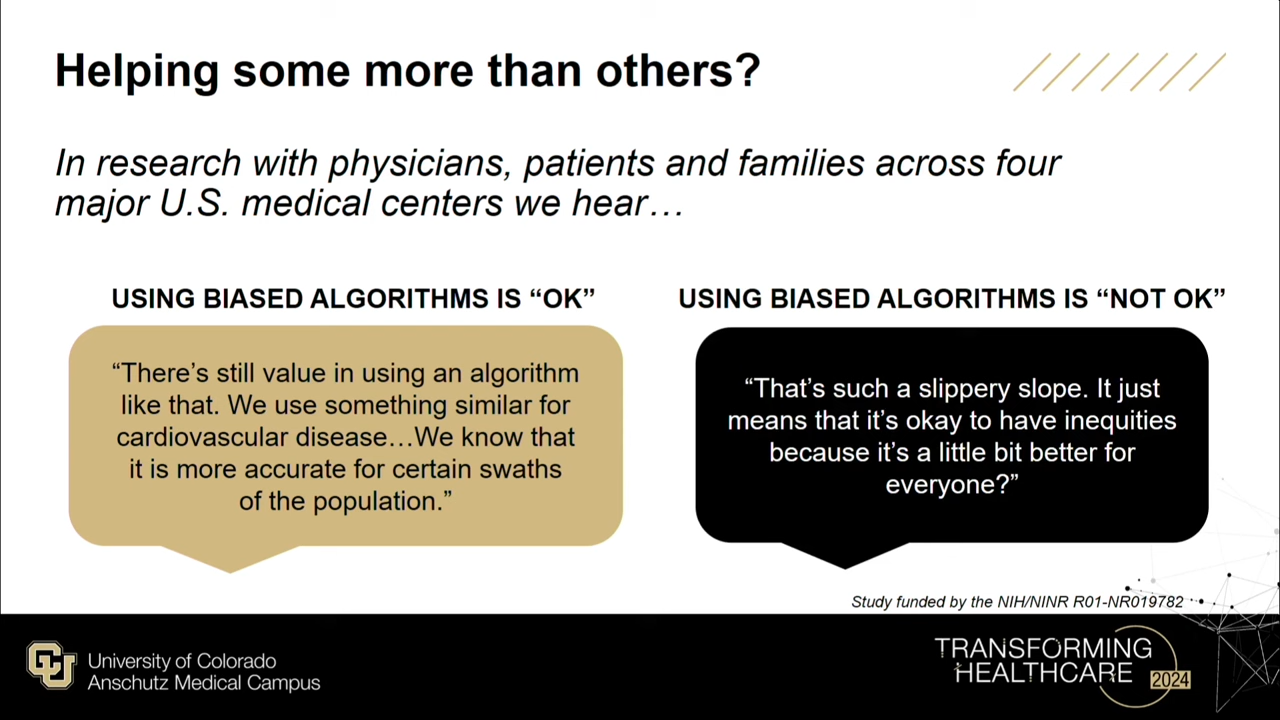 Helping some more than others?
In research with physicians, patients and families across four
major U.S. medical centers we hear…
USING BIASED ALGORITHMS IS “OK”
“There’s still value in using an algorithm
like that. We use something similar for
cardiovascular disease…We know that
it is more accurate for certain swaths
of the population.”
USING BIASED ALGORITHMS IS “NOT OK”
“That’s such a slippery slope. It just
means that it’s okay to have inequities
because it’s a little bit better for
everyone?”
Study funded by the NIH/NINR R01-NR019782
CU
University of Colorado
Anschutz Medical Campus
TRANSFORMING
HEALTHCARE
2024